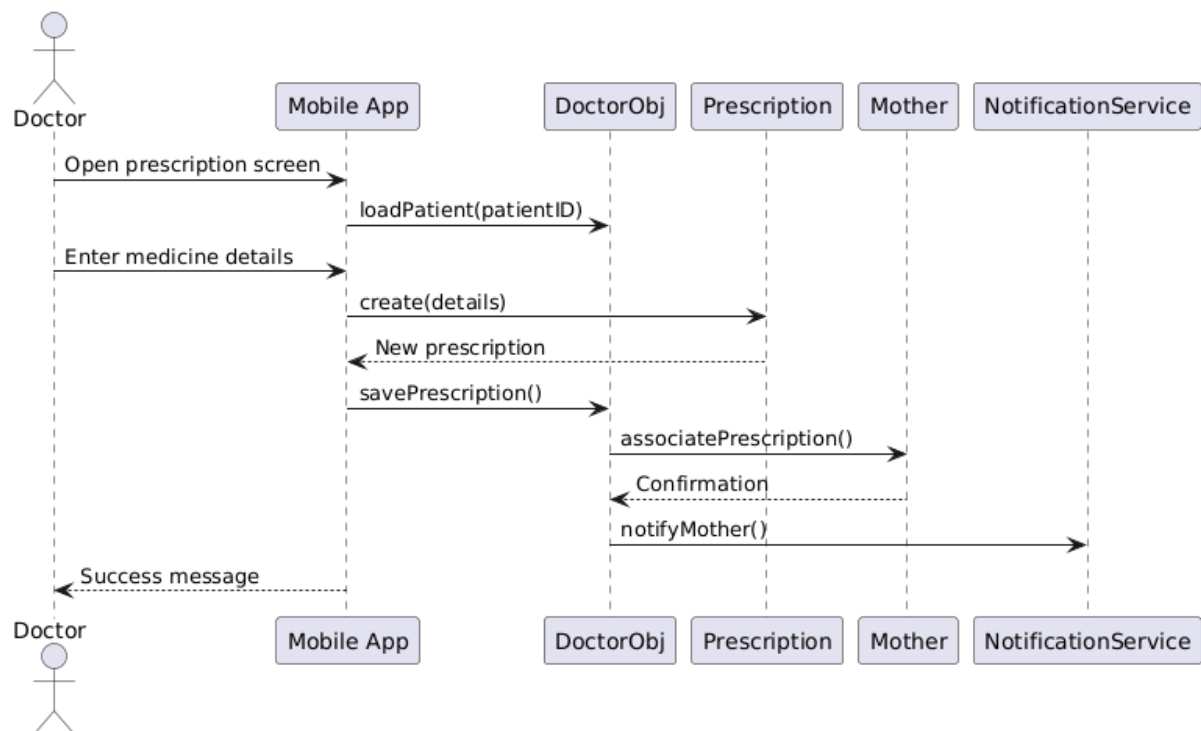 Doctor
Mobile App
DoctorObj
Prescription
Mother
NotificationService
Open prescription screen
loadPatient(patientID)
Enter medicine details
create(details)
New prescription
savePrescription()
associatePrescription()
Confirmation
notifyMother()
Success message
Doctor
Mobile App
DoctorObj
Prescription
Mother
NotificationService